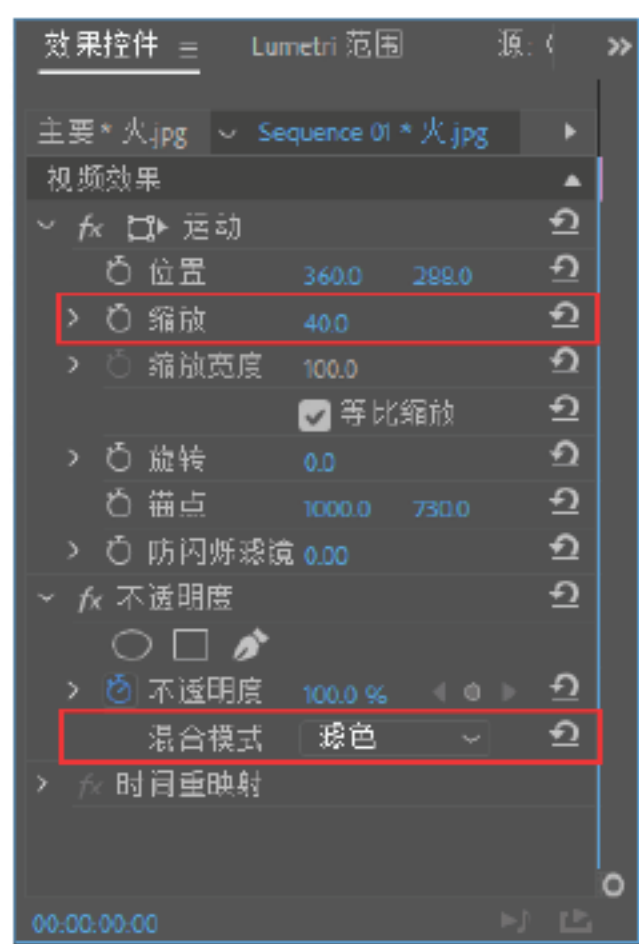 效果控件 Lumetri 范围 源:
主要 * 火.jpg Sequence 01 * 火.jpg
视频效果
fx 运动
位置 360.0 288.0
缩放 40.0
缩放宽度 100.0
等比缩放
旋转 0.0
锚点 1000.0 730.0
防闪烁滤镜 0.00
fx 不透明度
不透明度 100.0 %
混合模式 滤色
fx 时间重映射
00:00:00:00